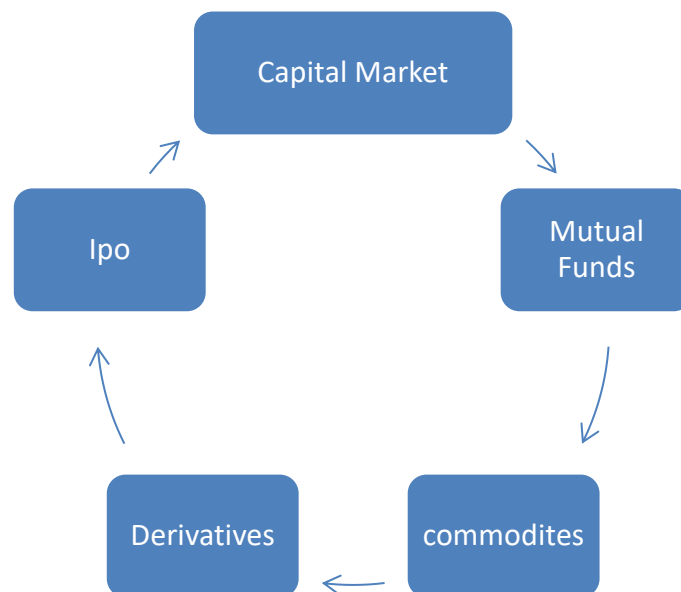 Capital Market
Mutual
Funds
commodites
Derivatives
Ipo